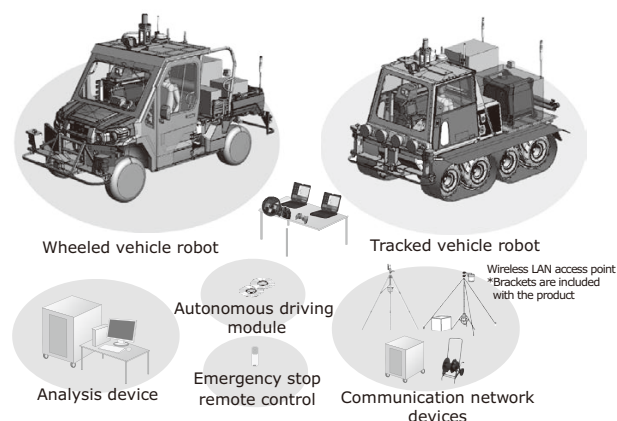 Wheeled vehicle robot
Tracked vehicle robot
Wireless LAN access point
*Brackets are included
with the product
Autonomous driving
module
Analysis device
Emergency stop
remote control
Communication network
devices